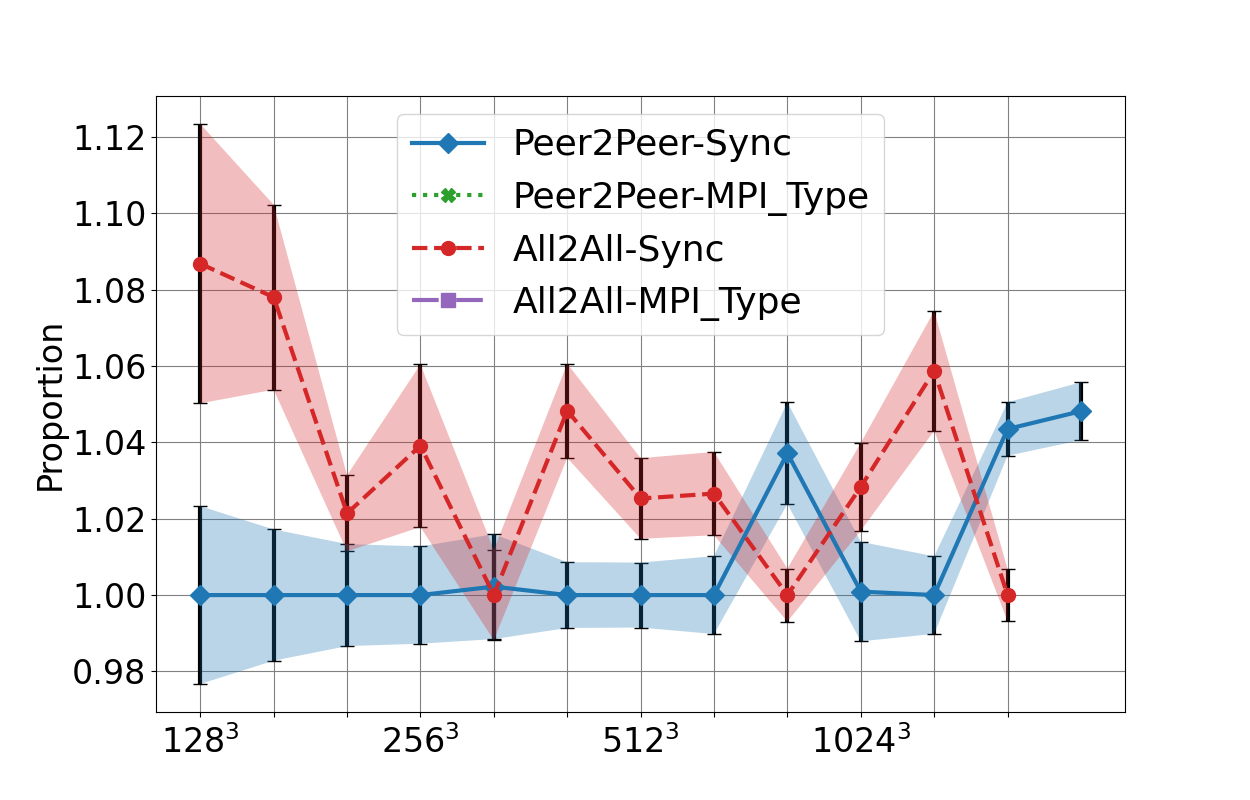 Proportion
1.12
1.10
1.08
1.06
1.04
1.02
1.00
0.98
Peer2Peer-Sync
Peer2Peer-MPI_Type
All2All-Sync
All2All-MPI_Type
128³ 256³ 512³ 1024³